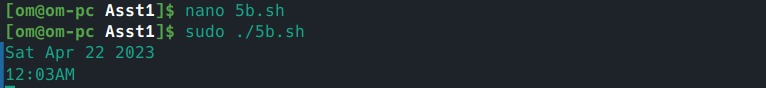 [om@om-pc Asst1]$ nano 5b.sh
[om@om-pc Asst1]$ sudo ./5b.sh
Sat Apr 22 2023
12:03AM